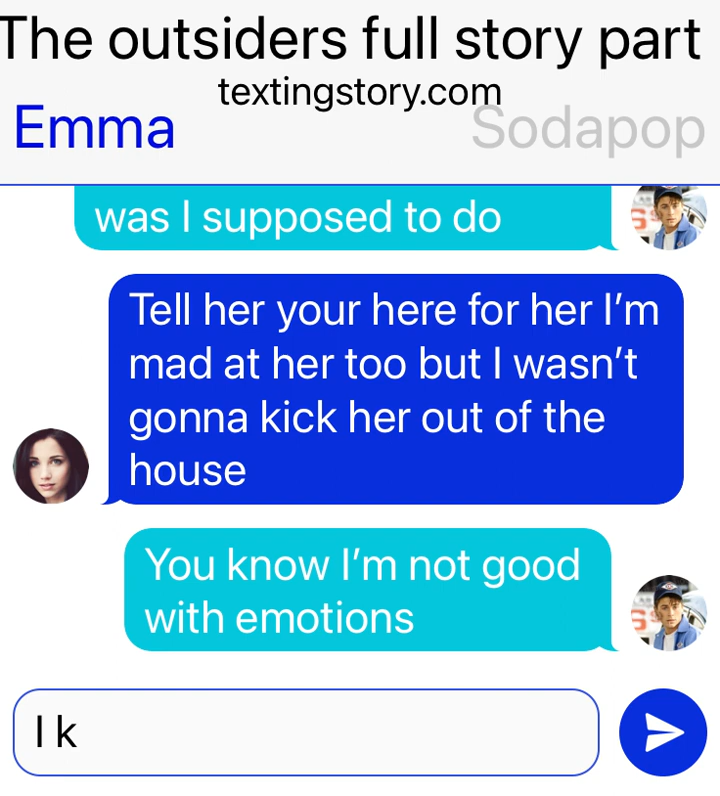 The outsiders full story part
textingstory.com
Emma
Sodapop
was I supposed to do
Tell her your here for her I’m
mad at her too but I wasn’t
gonna kick her out of the
house
You know I’m not good
with emotions
I k